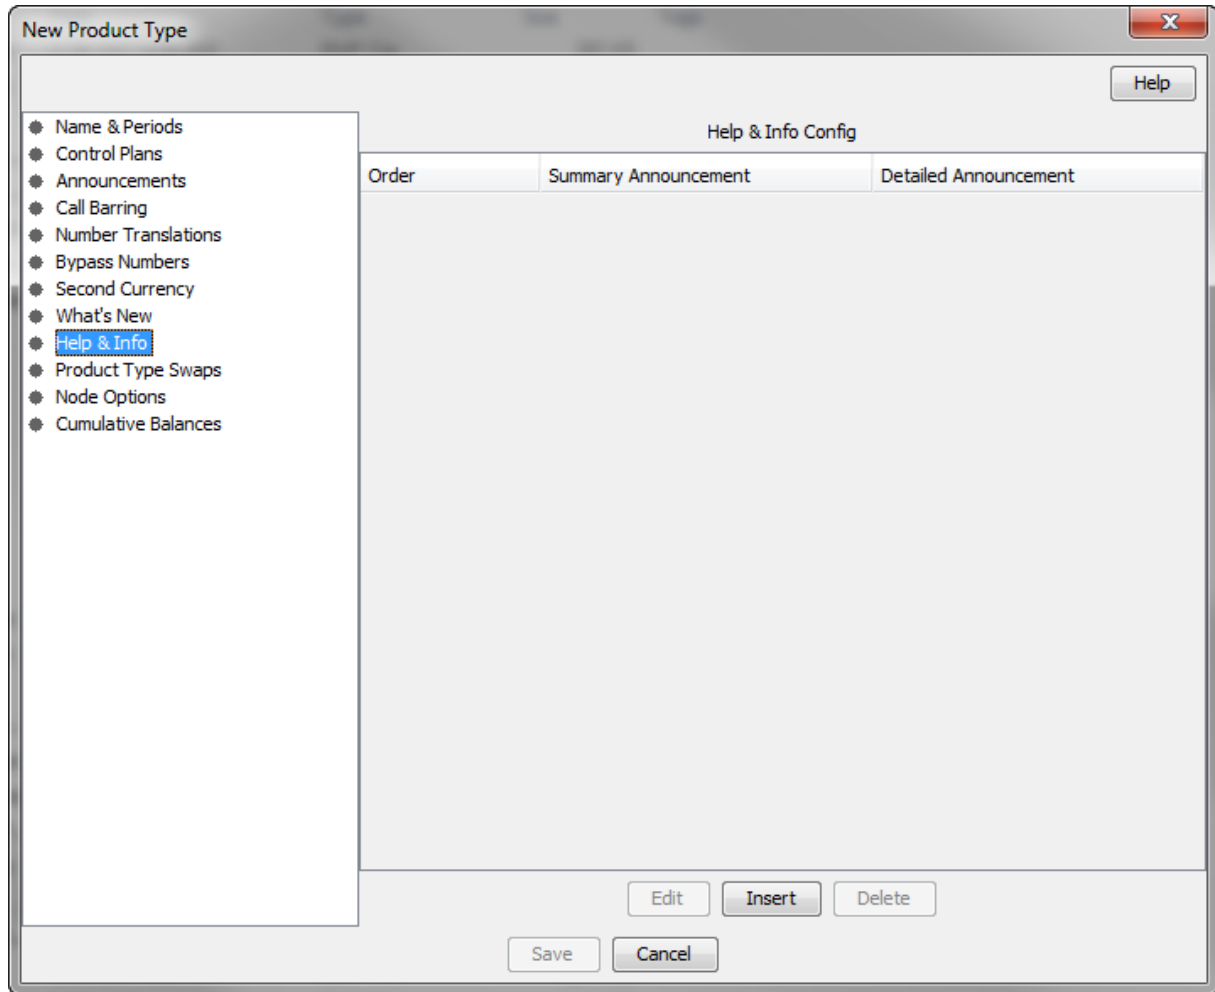 New Product Type
Help
Name & Periods
Control Plans
Announcements
Call Barring
Number Translations
Bypass Numbers
Second Currency
What's New
Help & Info
Product Type Swaps
Node Options
Cumulative Balances
Help & Info Config
Order Summary Announcement Detailed Announcement
Edit Insert Delete
Save Cancel